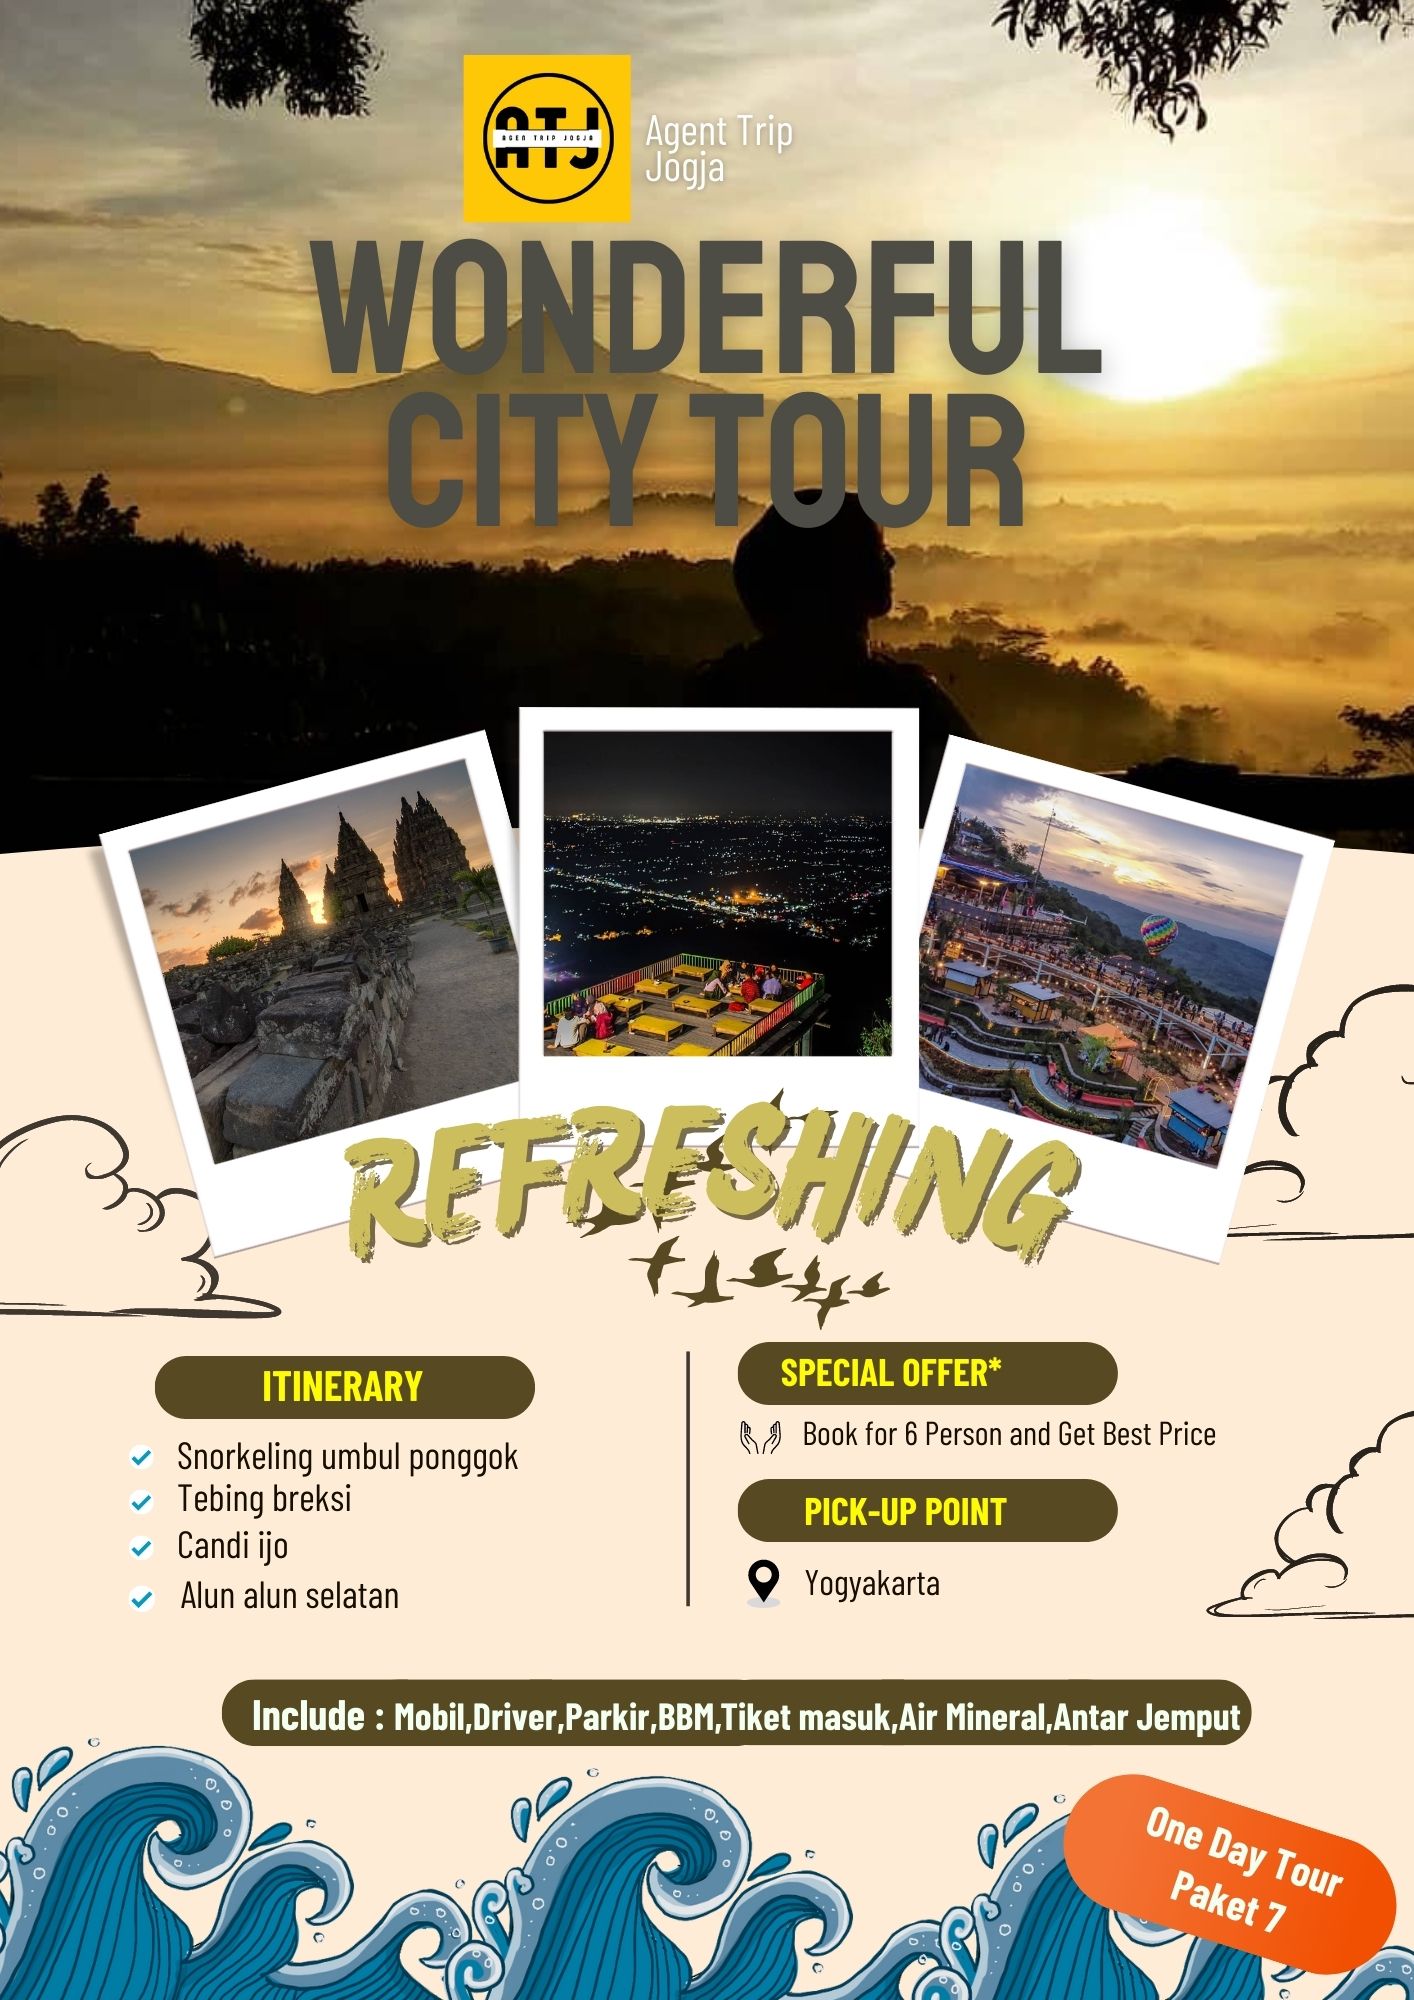 ATJ
AGEN TRIP JOGJA
Agent Trip
Jogja
WONDERFUL
CITY TOUR
REFRESHING
ITINERARY
Snorkeling umbul ponggok
Tebing breksi
Candi ijo
Alun alun selatan
SPECIAL OFFER*
Book for 6 Person and Get Best Price
PICK-UP POINT
Yogyakarta
Include : Mobil,Driver,Parkir,BBM,Tiket masuk,Air Mineral,Antar Jemput
One Day Tour
Paket 7